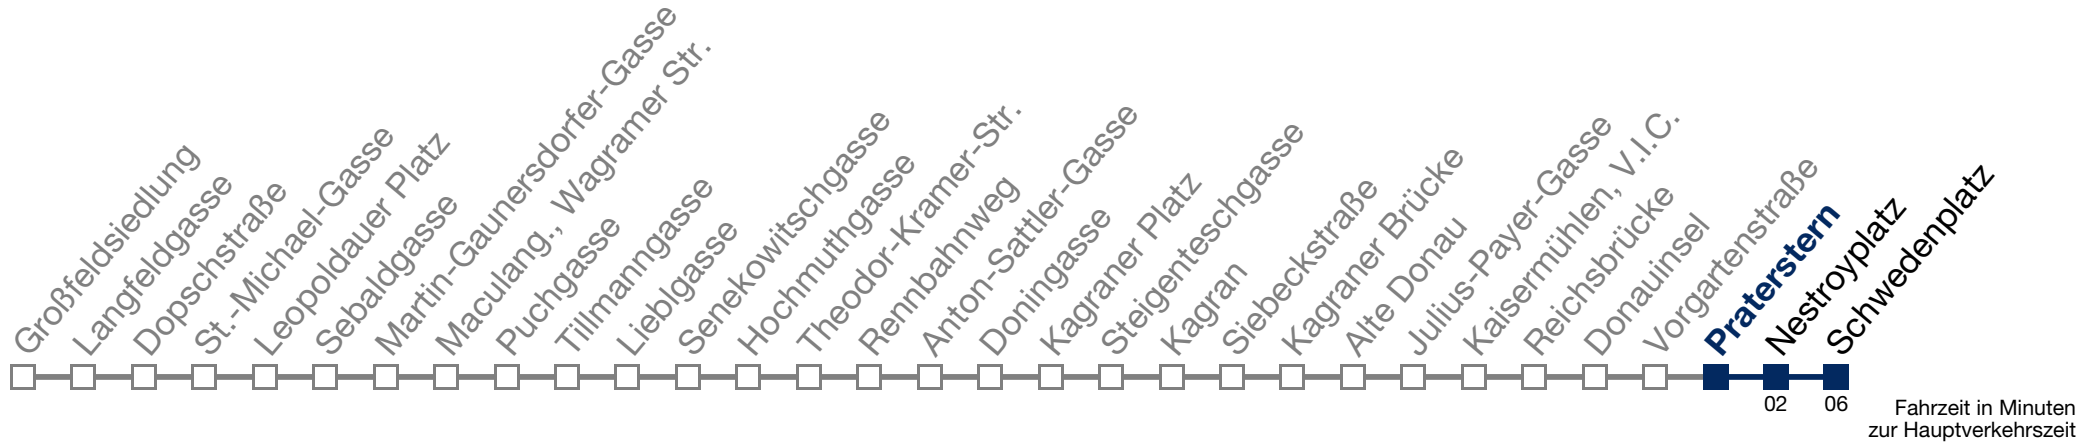 Großfeldsiedlung
Langfeldgasse
Dopschstraße
St.-Michael-Gasse
Leopoldauer Platz
Sebaldgasse
Martin-Gaunersdorfer-Gasse
Maculang., Wagramer Str.
Puchgasse
Tillmanngasse
Lieblgasse
Senekowitschgasse
Hochmuthgasse
Theodor-Kramer-Str.
Rennbahnweg
Anton-Sattler-Gasse
Doningasse
Kagraner Platz
Steigenteschgasse
Kagran
Siebeckstraße
Kagraner Brücke
Alte Donau
Julius-Payer-Gasse
Kaisermühlen, V.I.C.
Reichsbrücke
Donauinsel
Vorgartenstraße
Praterstern
Nestroyplatz
Schwedenplatz
02
06
Fahrzeit in Minuten
zur Hauptverkehrszeit